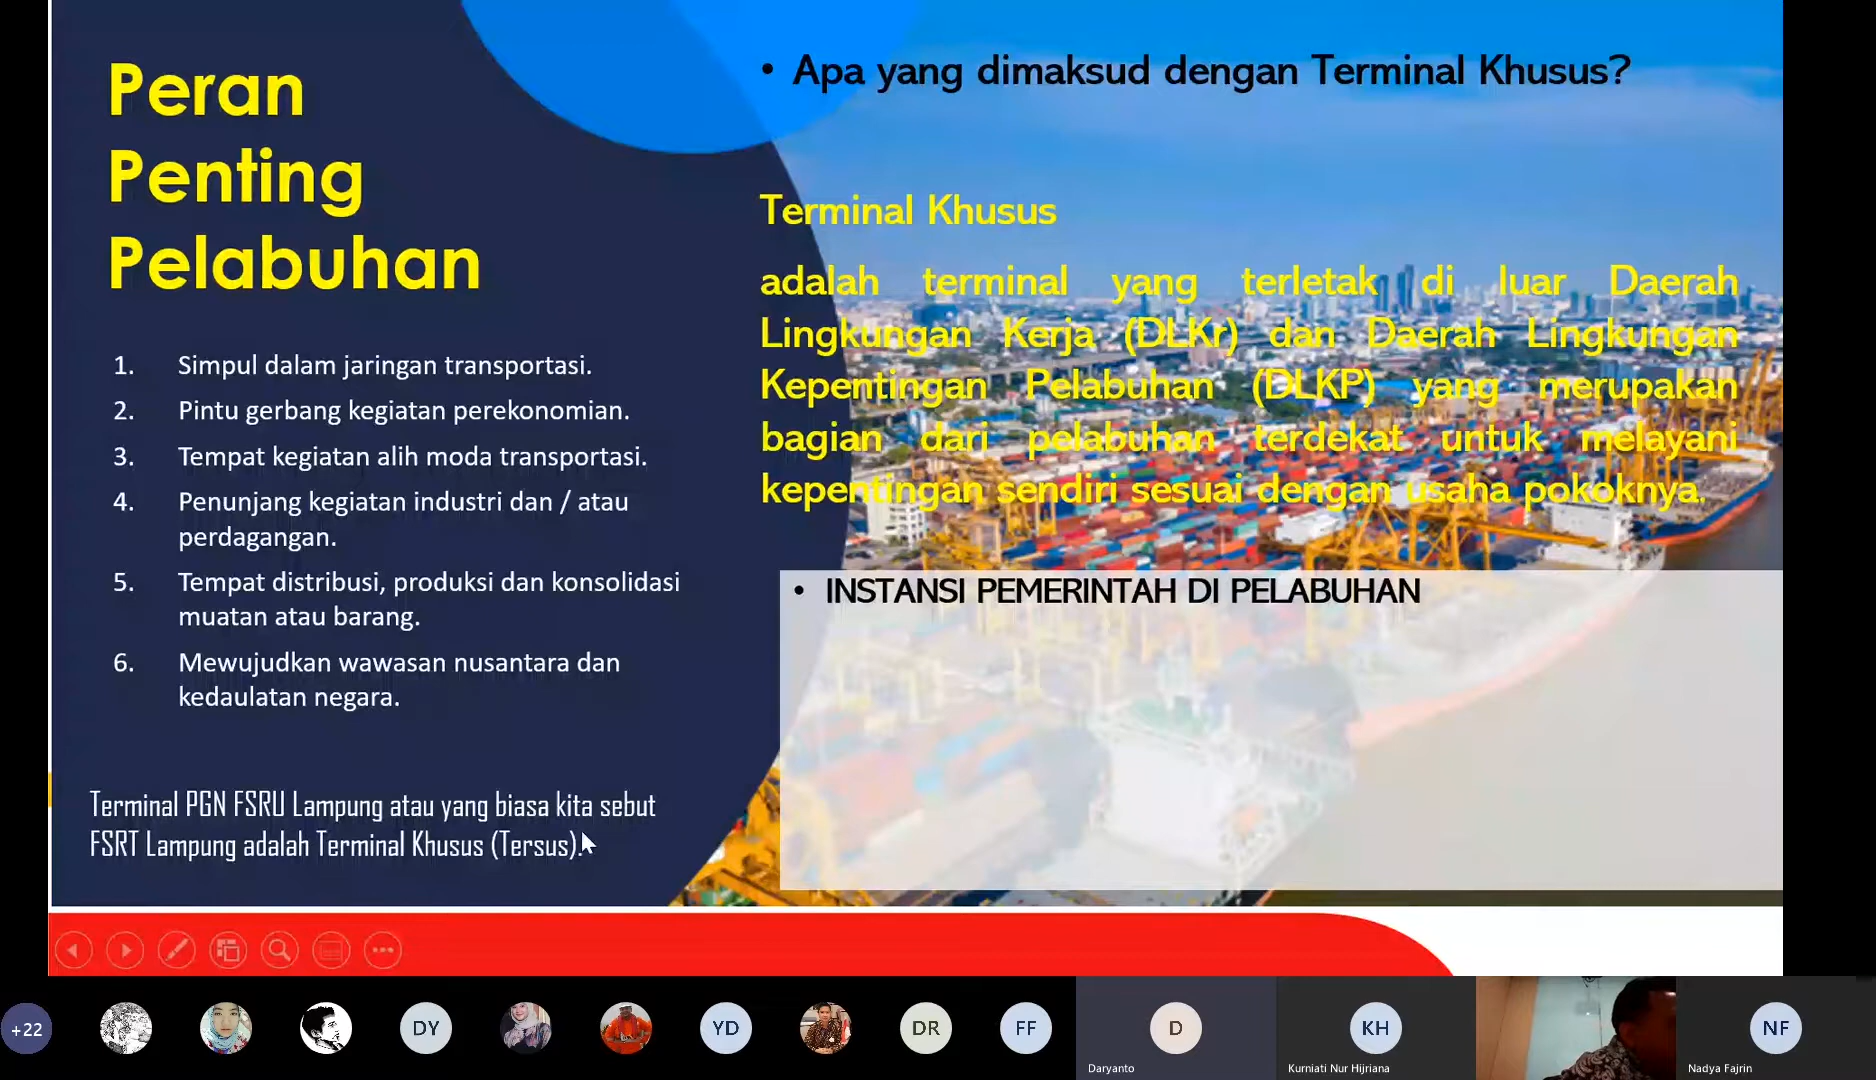 Peran
Penting
Pelabuhan
1. Simpul dalam jaringan transportasi.
2. Pintu gerbang kegiatan perekonomian.
3. Tempat kegiatan alih moda transportasi.
4. Penunjang kegiatan industri dan / atau
perdagangan.
5. Tempat distribusi, produksi dan konsolidasi
muatan atau barang.
6. Mewujudkan wawasan nusantara dan
kedaulatan negara.
Terminal PGN FSRU Lampung atau yang biasa kita sebut
FSRT Lampung adalah Terminal Khusus (Tersus).
• Apa yang dimaksud dengan Terminal Khusus?
Terminal Khusus
adalah terminal yang terletak di luar Daerah
Lingkungan Kerja (DLKr) dan Daerah Lingkungan
Kepentingan Pelabuhan (DLKP) yang merupakan
bagian dari pelabuhan terdekat untuk melayani
kepentingan sendiri sesuai dengan usaha pokoknya.
• INSTANSI PEMERINTAH DI PELABUHAN
+22
DY
YD
DR
FF
D
Daryanto
KH
Kurniati Nur Hijriana
NF
Nadya Fajrin